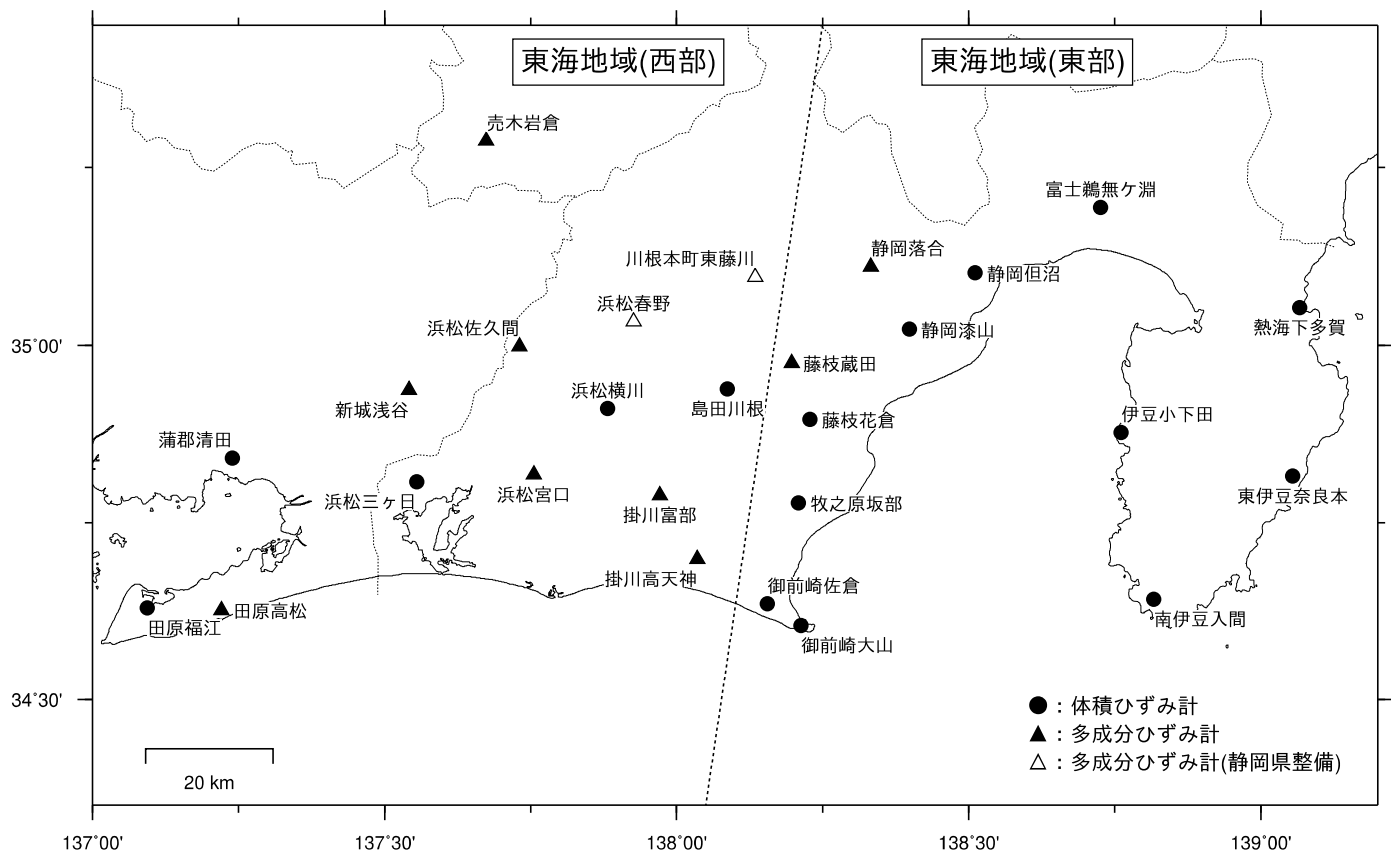 東海地域(西部)
東海地域(東部)
売木岩倉
富士鵜無ケ淵
静岡落合
川根本町東藤川
静岡但沼
浜松春野
浜松佐久間
静岡漆山
熱海下多賀
35°00'
藤枝蔵田
浜松横川
新城浅谷
島田川根
伊豆小下田
藤枝花倉
蒲郡清田
浜松三ヶ日
浜松宮口
東伊豆奈良本
牧之原坂部
掛川富部
掛川高天神
御前崎佐倉
田原高松
田原福江
南伊豆入間
御前崎大山
34°30'
：体積ひずみ計
：多成分ひずみ計
：多成分ひずみ計(静岡県整備)
20 km
137°00'
137°30'
138°00'
138°30'
139°00'